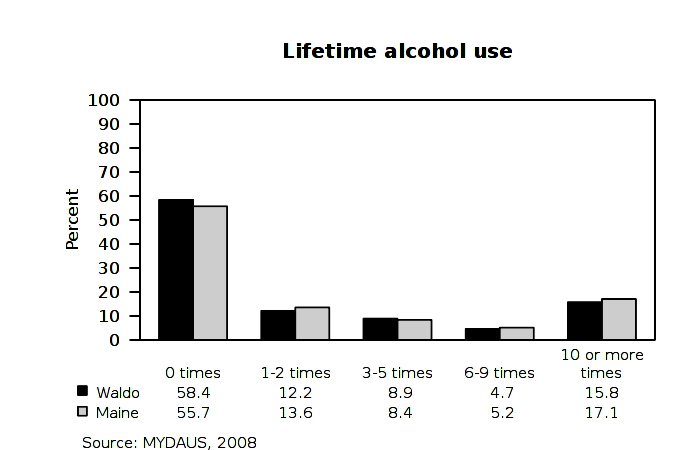 Lifetime alcohol use
100
90
80
70
60
50
40
30
20
10
0
Percent
0 times 1-2 times 3-5 times 6-9 times 10 or more times
Waldo 58.4 12.2 8.9 4.7 15.8
Maine 55.7 13.6 8.4 5.2 17.1
Source: MYDAUS, 2008